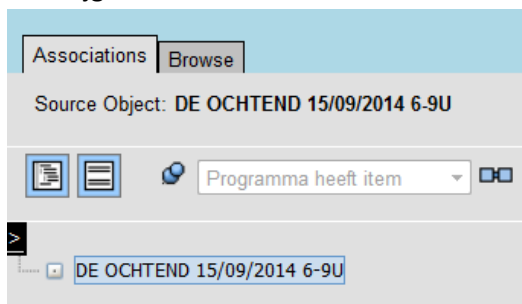 Associations Browse
Source Object: DE OCHTEND 15/09/2014 6-9U
Programma heeft item
>
DE OCHTEND 15/09/2014 6-9U